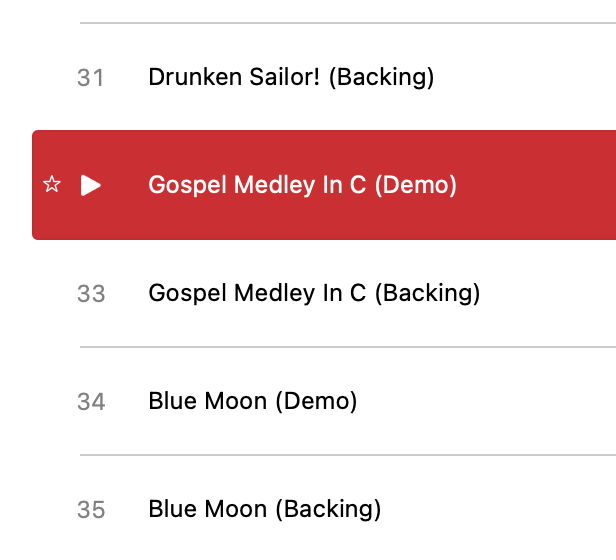 31 Drunken Sailor! (Backing)
Gospel Medley In C (Demo)
33 Gospel Medley In C (Backing)
34 Blue Moon (Demo)
35 Blue Moon (Backing)